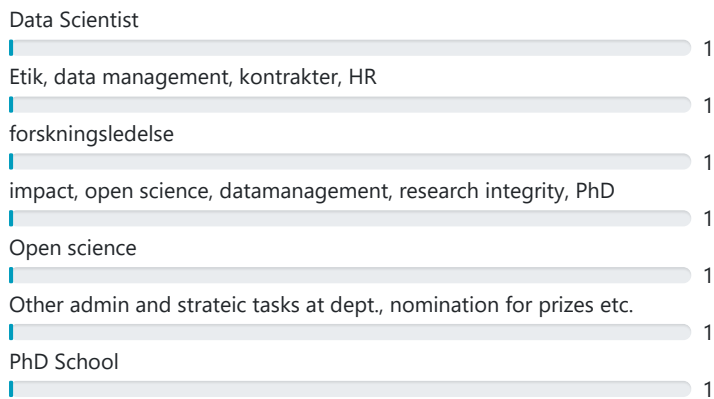 Data Scientist
1
Etik, data management, kontrakter, HR
1
forskningsledelse
1
impact, open science, datamanagement, research integrity, PhD
1
Open science
1
Other admin and strateic tasks at dept., nomination for prizes etc.
1
PhD School
1